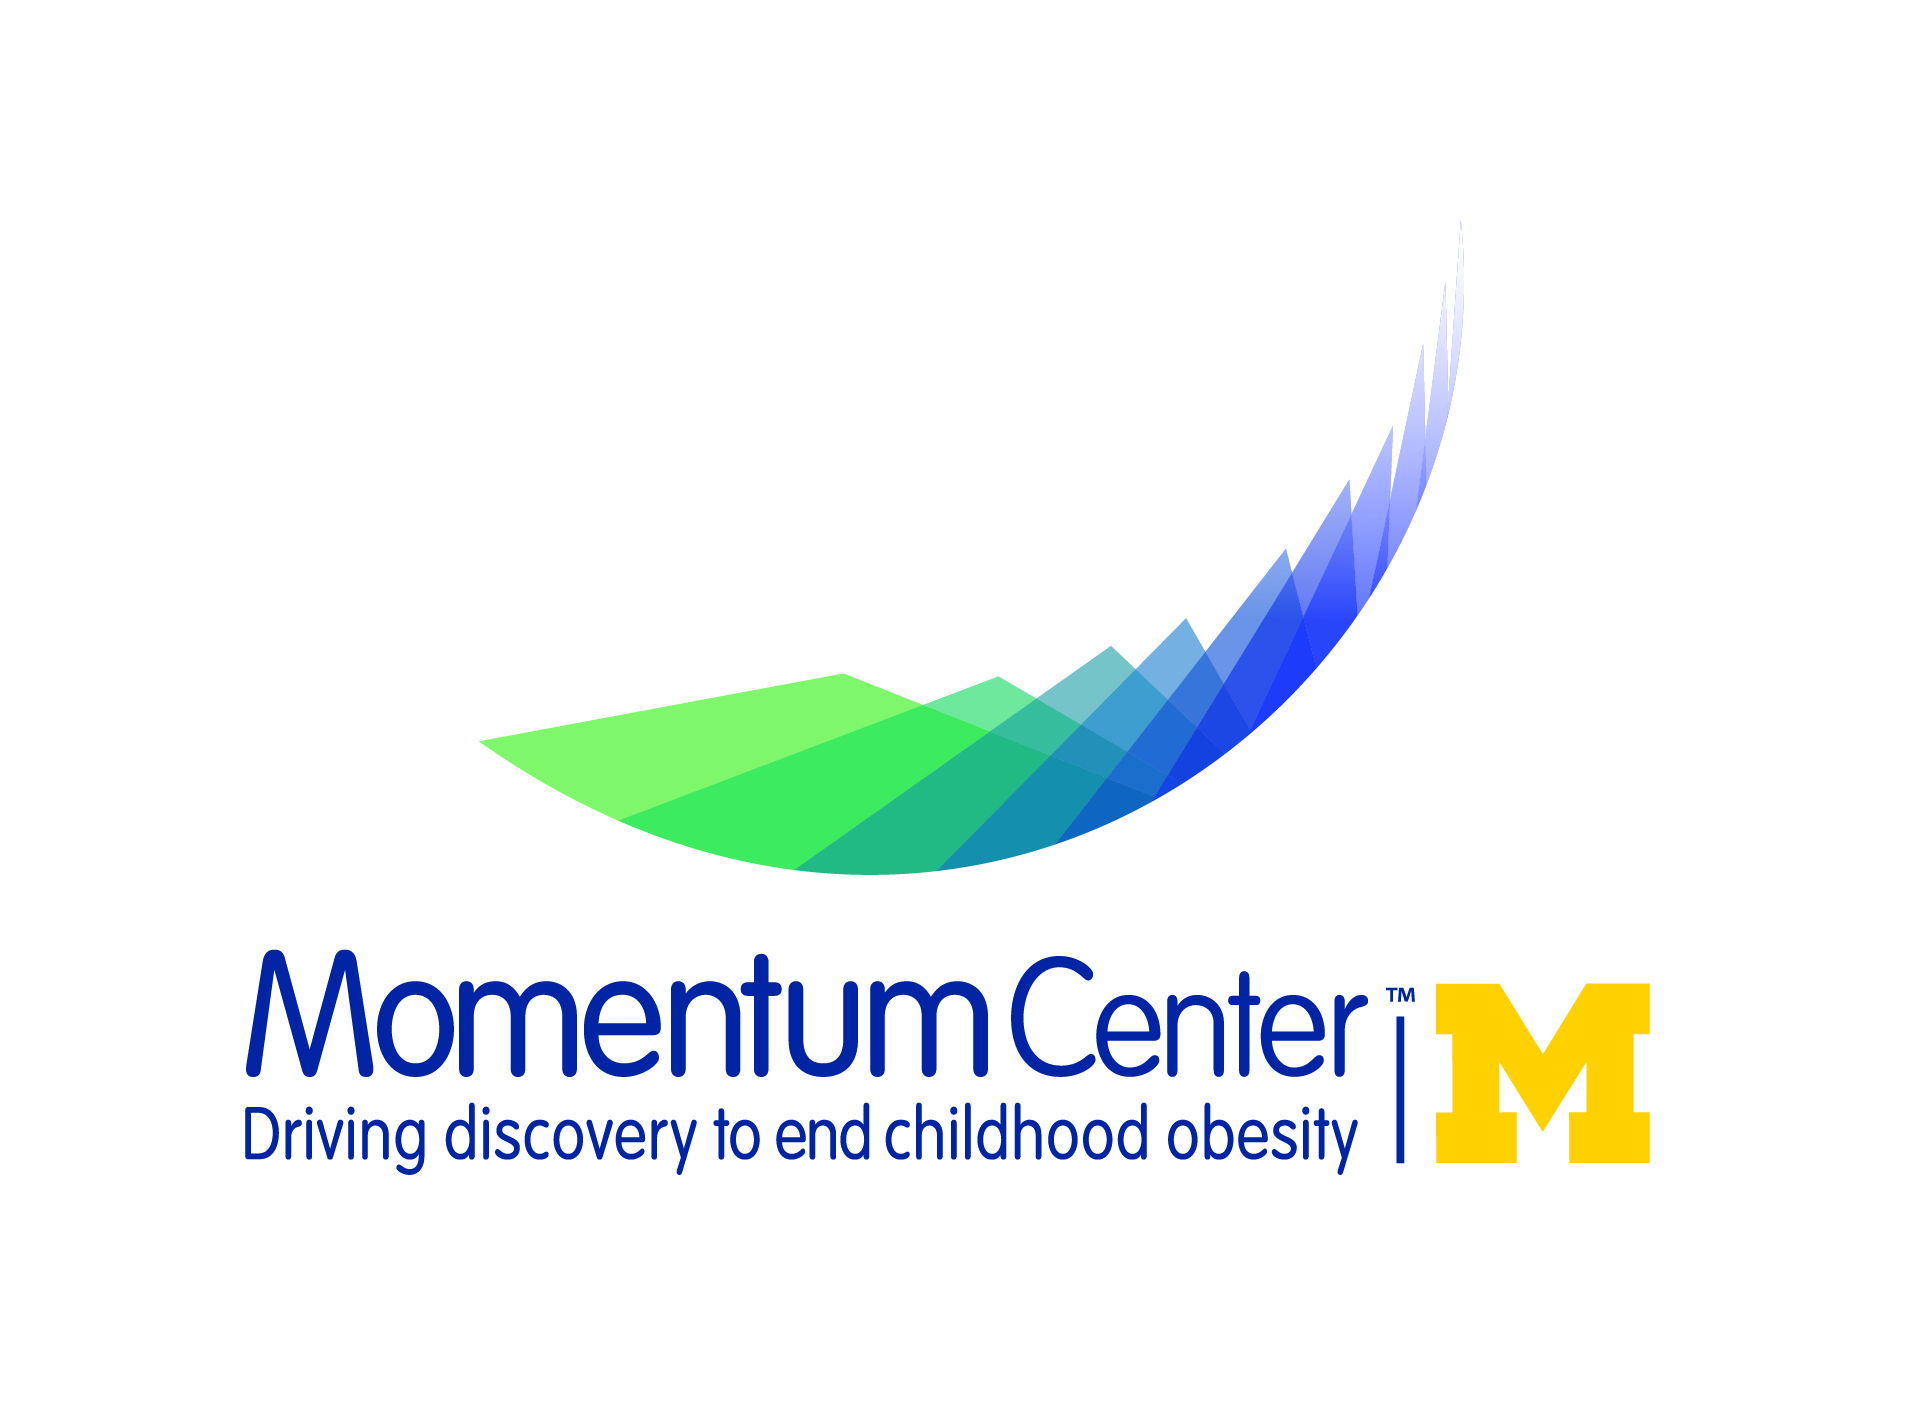 Momentum Center™ M
Driving discovery to end childhood obesity